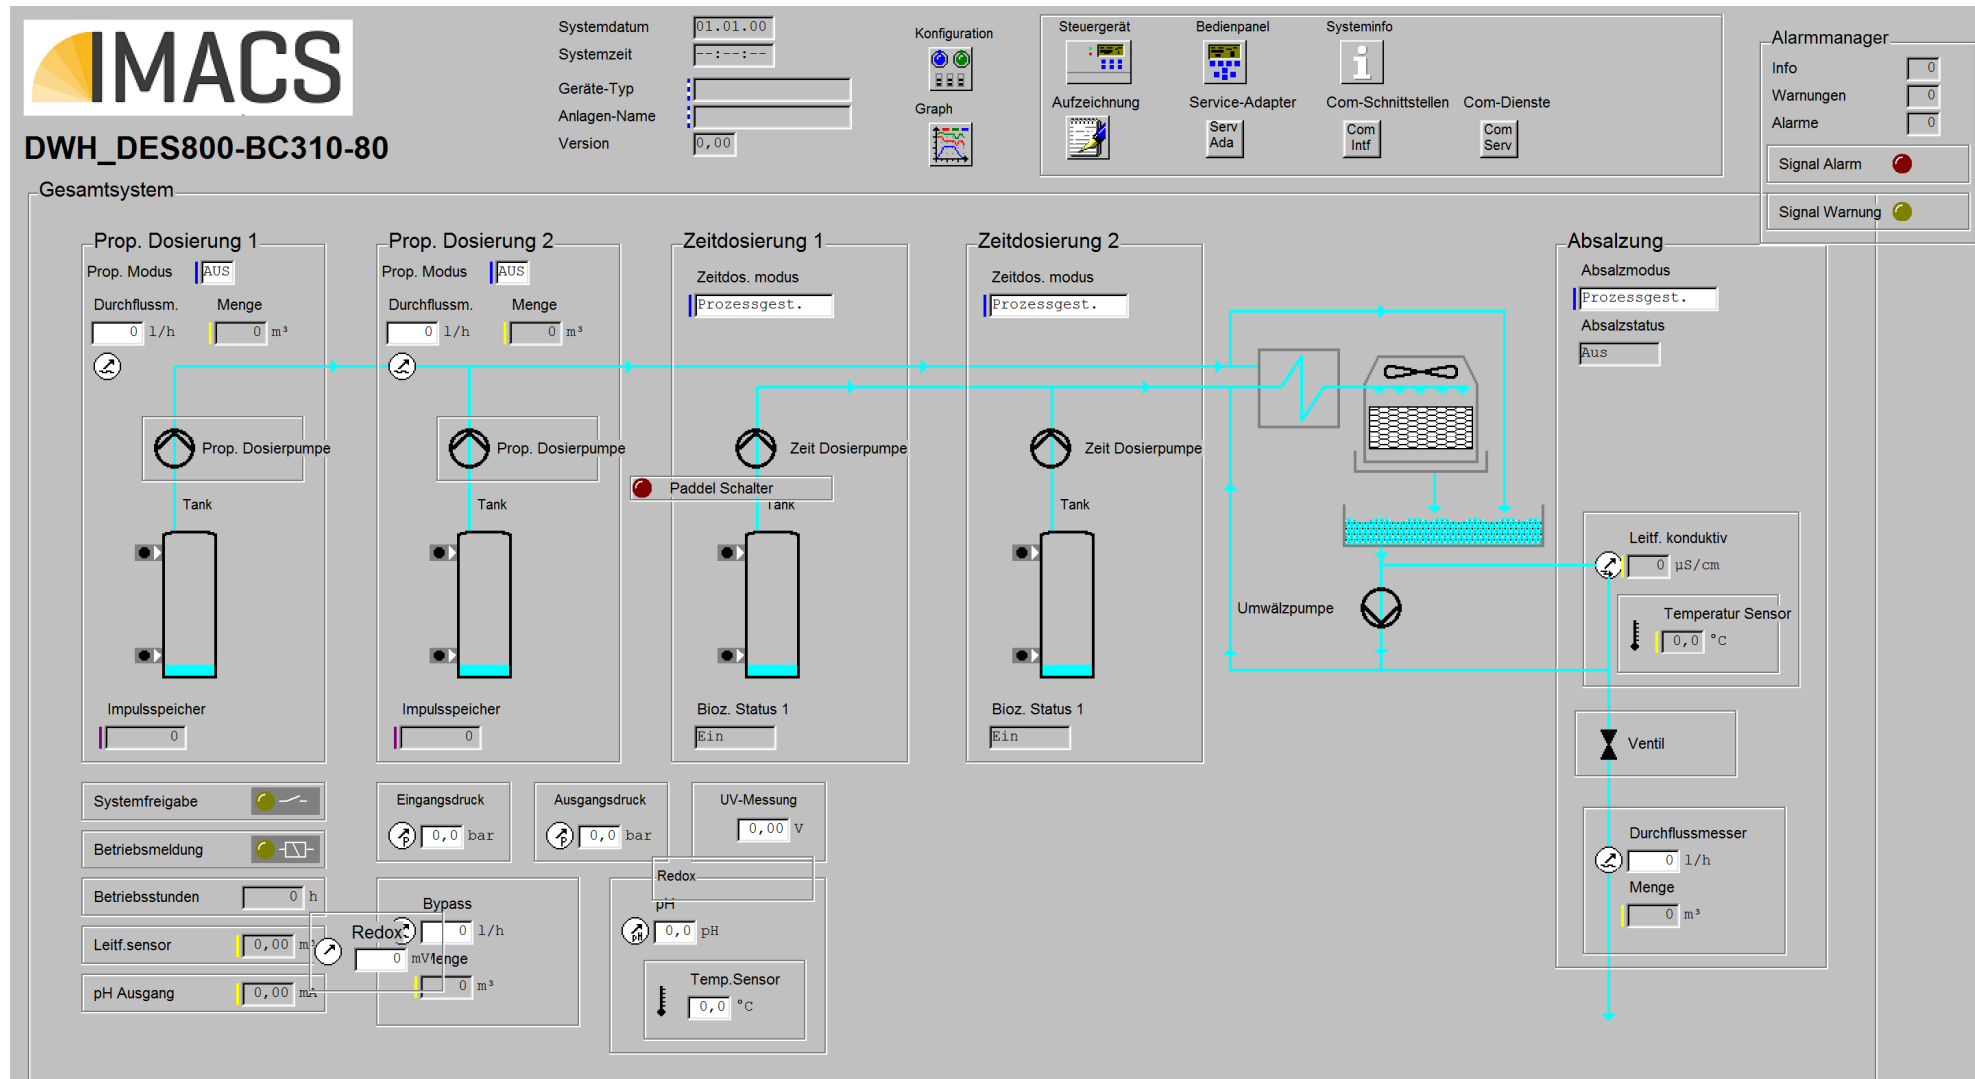 IMACS
DWH_DES800-BC310-80
Systemdatum 01.01.00
Systemzeit --:--:--
Geräte-Typ
Anlagen-Name
Version 0,00
Konfiguration
Graph
Steuergerät Bedienpanel Systeminfo
Aufzeichnung Service-Adapter Com-Schnittstellen Com-Dienste
Serv Ada
Com Intf
Com Serv
Alarmmanager
Info 0
Warnungen 0
Alarme 0
Signal Alarm
Signal Warnung
Gesamtsystem
Prop. Dosierung 1
Prop. Modus AUS
Durchflussm. Menge
0 l/h 0 m³
Prop. Dosierpumpe
Tank
Impulsspeicher
0
Prop. Dosierung 2
Prop. Modus AUS
Durchflussm. Menge
0 l/h 0 m³
Prop. Dosierpumpe
Tank
Impulsspeicher
0
Zeitdosierung 1
Zeitdos. modus
Prozessgest.
Zeit Dosierpumpe
Paddel Schalter
Tank
Bioz. Status 1
Ein
Zeitdosierung 2
Zeitdos. modus
Prozessgest.
Zeit Dosierpumpe
Tank
Bioz. Status 1
Ein
Umwälzpumpe
Absalzung
Absalzmodus
Prozessgest.
Absalzstatus
Aus
Leitf. konduktiv
0 µS/cm
Temperatur Sensor
0,0 °C
Ventil
Durchflussmesser
0 l/h
Menge
0 m³
Systemfreigabe
Betriebsmeldung
Betriebsstunden 0 h
Leitf.sensor 0,00 mA
pH Ausgang 0,00 mA
Eingangsdruck
P 0,0 bar
Ausgangsdruck
P 0,0 bar
UV-Messung
0,00 V
Bypass
0 l/h
Menge
0 m³
Redox
0 mV
Redox
pH
pH 0,0 pH
Temp.Sensor
0,0 °C